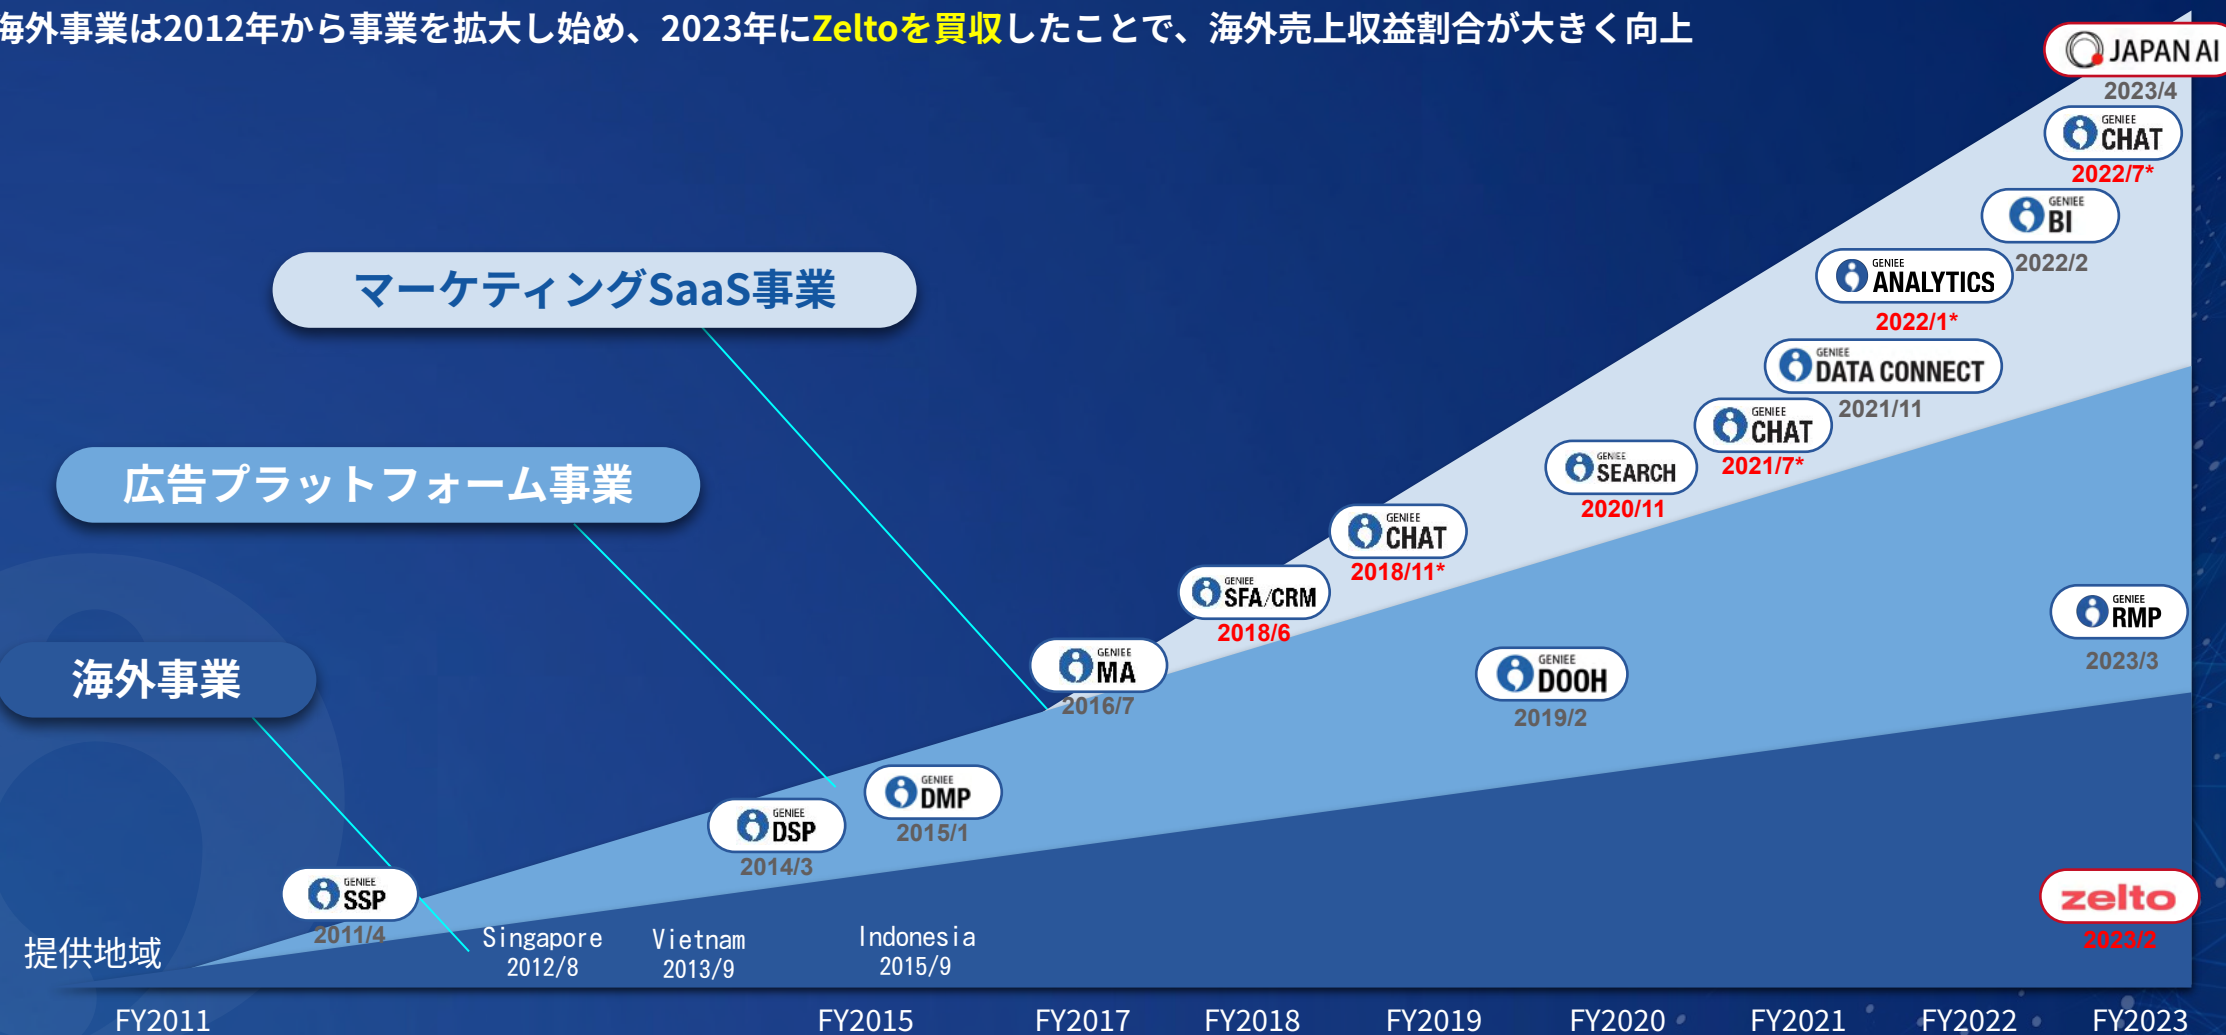 海外事業は2012年から事業を拡大し始め、2023年にZeltoを買収したことで、海外売上収益割合が大きく向上
JAPAN AI
2023/4
GENIEE
CHAT
2022/7*
GENIEE
BI
2022/2
マーケティングSaaS事業
GENIEE
ANALYTICS
2022/1*
GENIEE
DATA CONNECT
2021/11
GENIEE
CHAT
2021/7*
広告プラットフォーム事業
GENIEE
SEARCH
2020/11
GENIEE
CHAT
2018/11*
GENIEE
SFA/CRM
2018/6
GENIEE
RMP
2023/3
海外事業
GENIEE
MA
2016/7
GENIEE
DOOH
2019/2
GENIEE
DMP
2015/1
GENIEE
DSP
2014/3
GENIEE
SSP
2011/4
zelto
2023/2
提供地域
Singapore
2012/8
Vietnam
2013/9
Indonesia
2015/9
FY2011 FY2015 FY2017 FY2018 FY2019 FY2020 FY2021 FY2022 FY2023